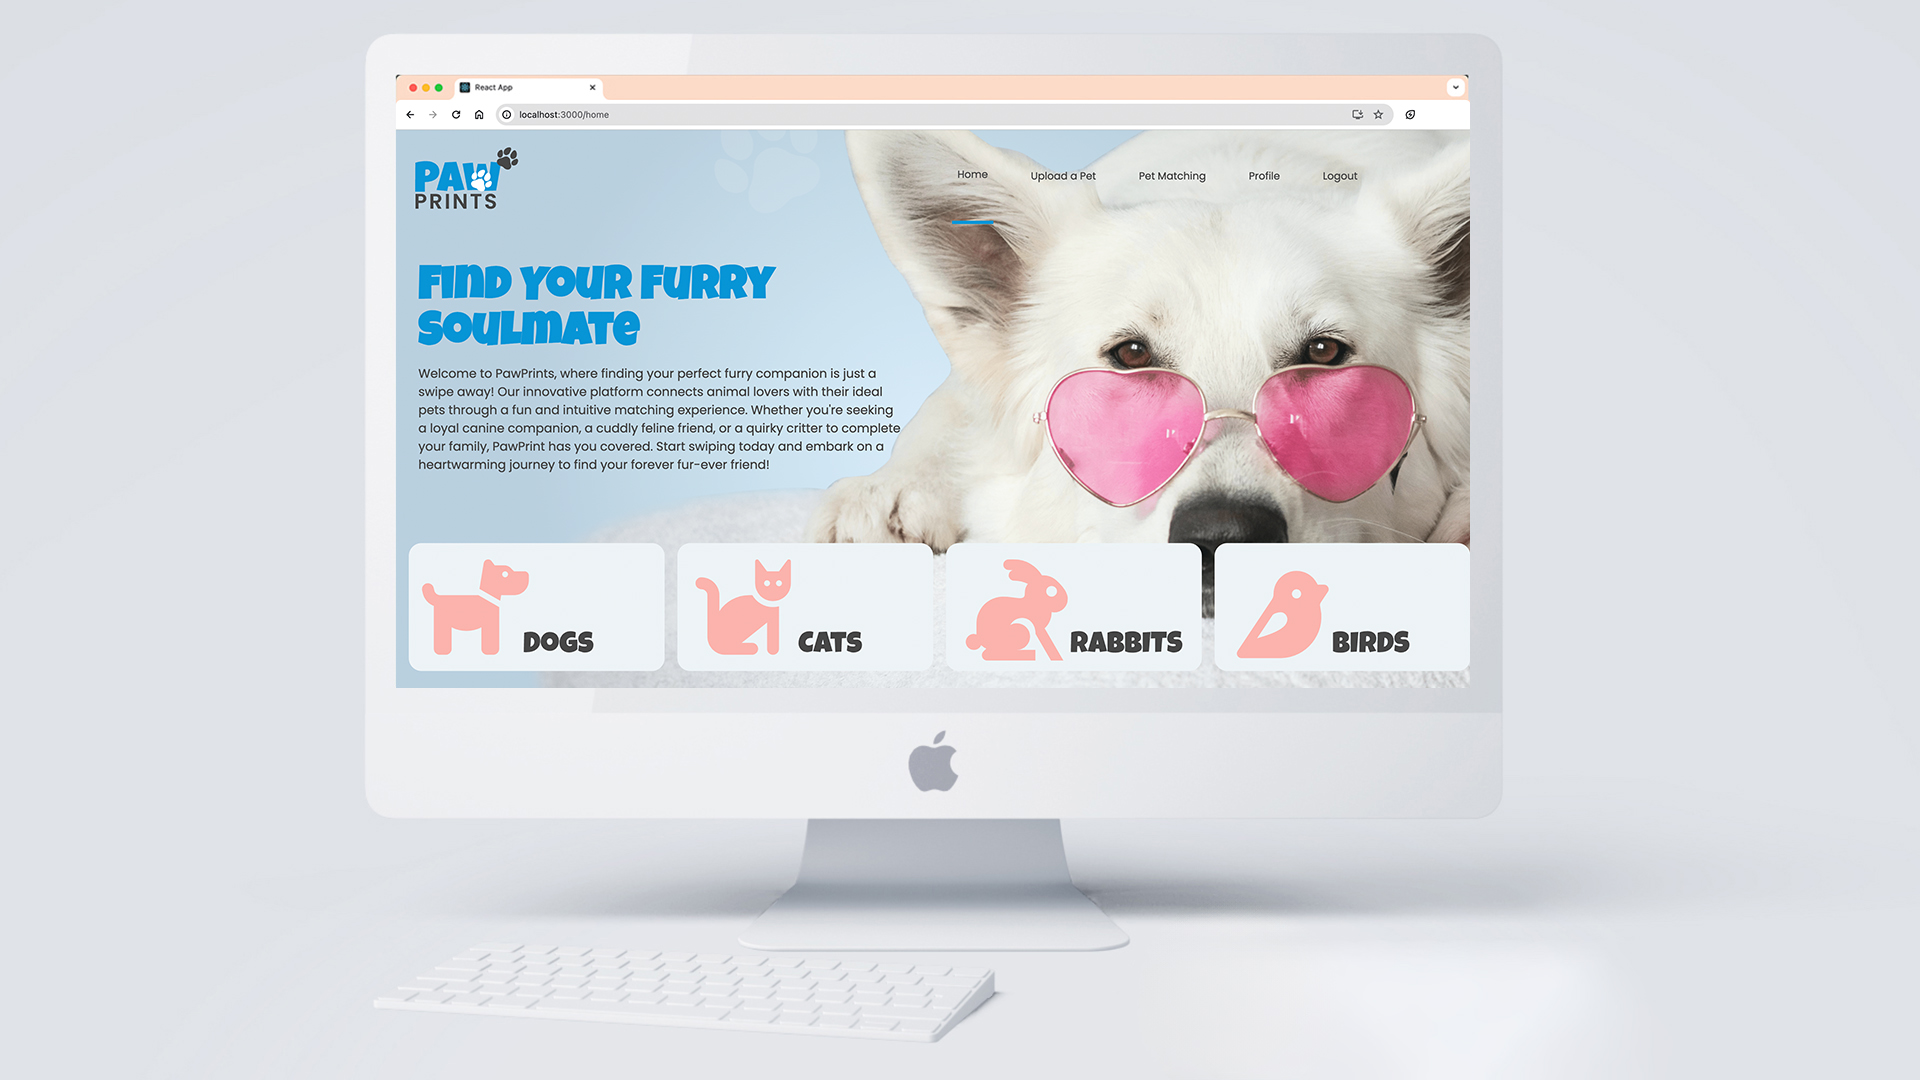 React App
localhost:3000/home
PAW
PRINTS
Home Upload a Pet Pet Matching Profile Logout
Find your furry
soulmate
Welcome to PawPrints, where finding your perfect furry companion is just a
swipe away! Our innovative platform connects animal lovers with their ideal
pets through a fun and intuitive matching experience. Whether you're seeking
a loyal canine companion, a cuddly feline friend, or a quirky critter to complete
your family, PawPrint has you covered. Start swiping today and embark on a
heartwarming journey to find your forever fur-ever friend!
DOGS
CATS
RABBITS
BIRDS